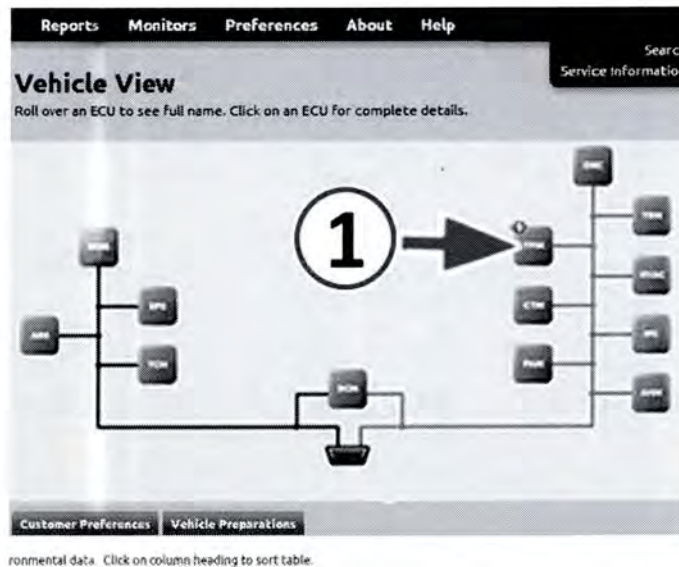 Reports Monitors Preferences About Help
Searc
Service Informatio
Vehicle View
Roll over an ECU to see full name. Click on an ECU for complete details.
1
CTM
BCM
Customer Preferences Vehicle Preparations
ronmental data. Click on column heading to sort table.